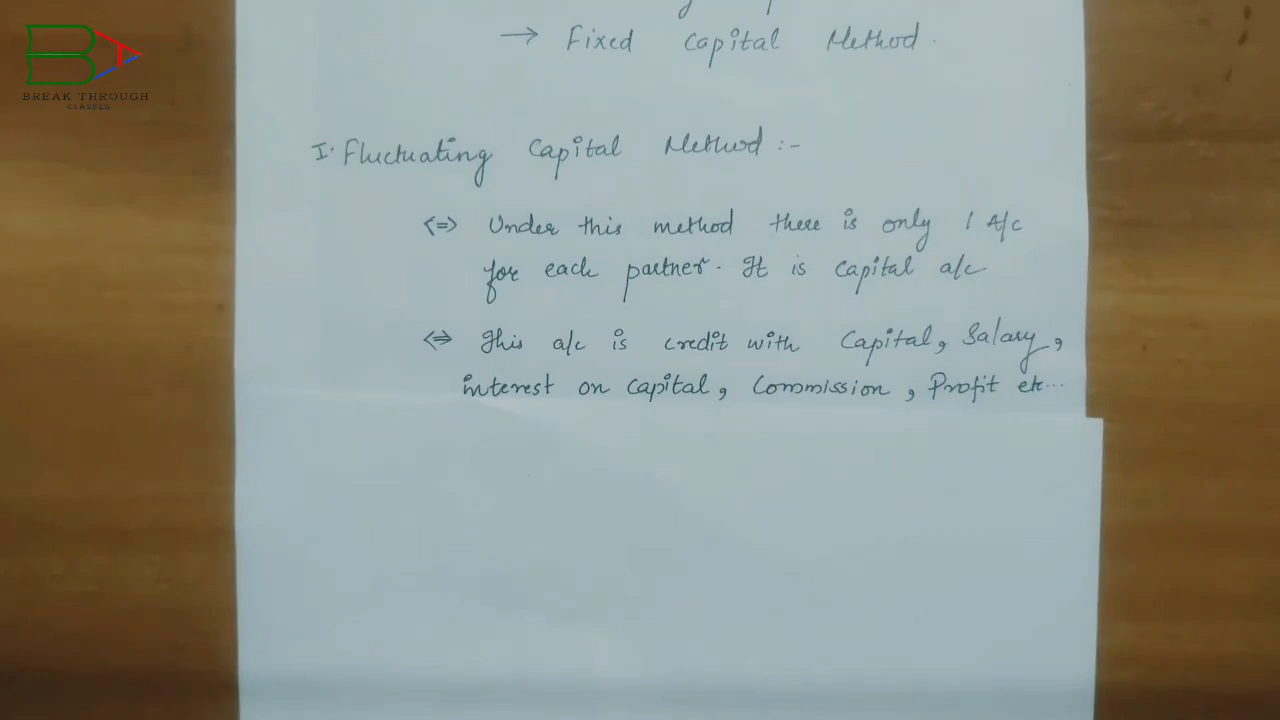 BREAK THROUGH
CLASSES
→ Fixed Capital Method.
I. Fluctuating Capital Method :-
<=> Under this method there is only 1 A/c
for each partner. It is capital a/c
<=> This a/c is credit with Capital, Salary,
interest on capital, Commission, Profit etc...